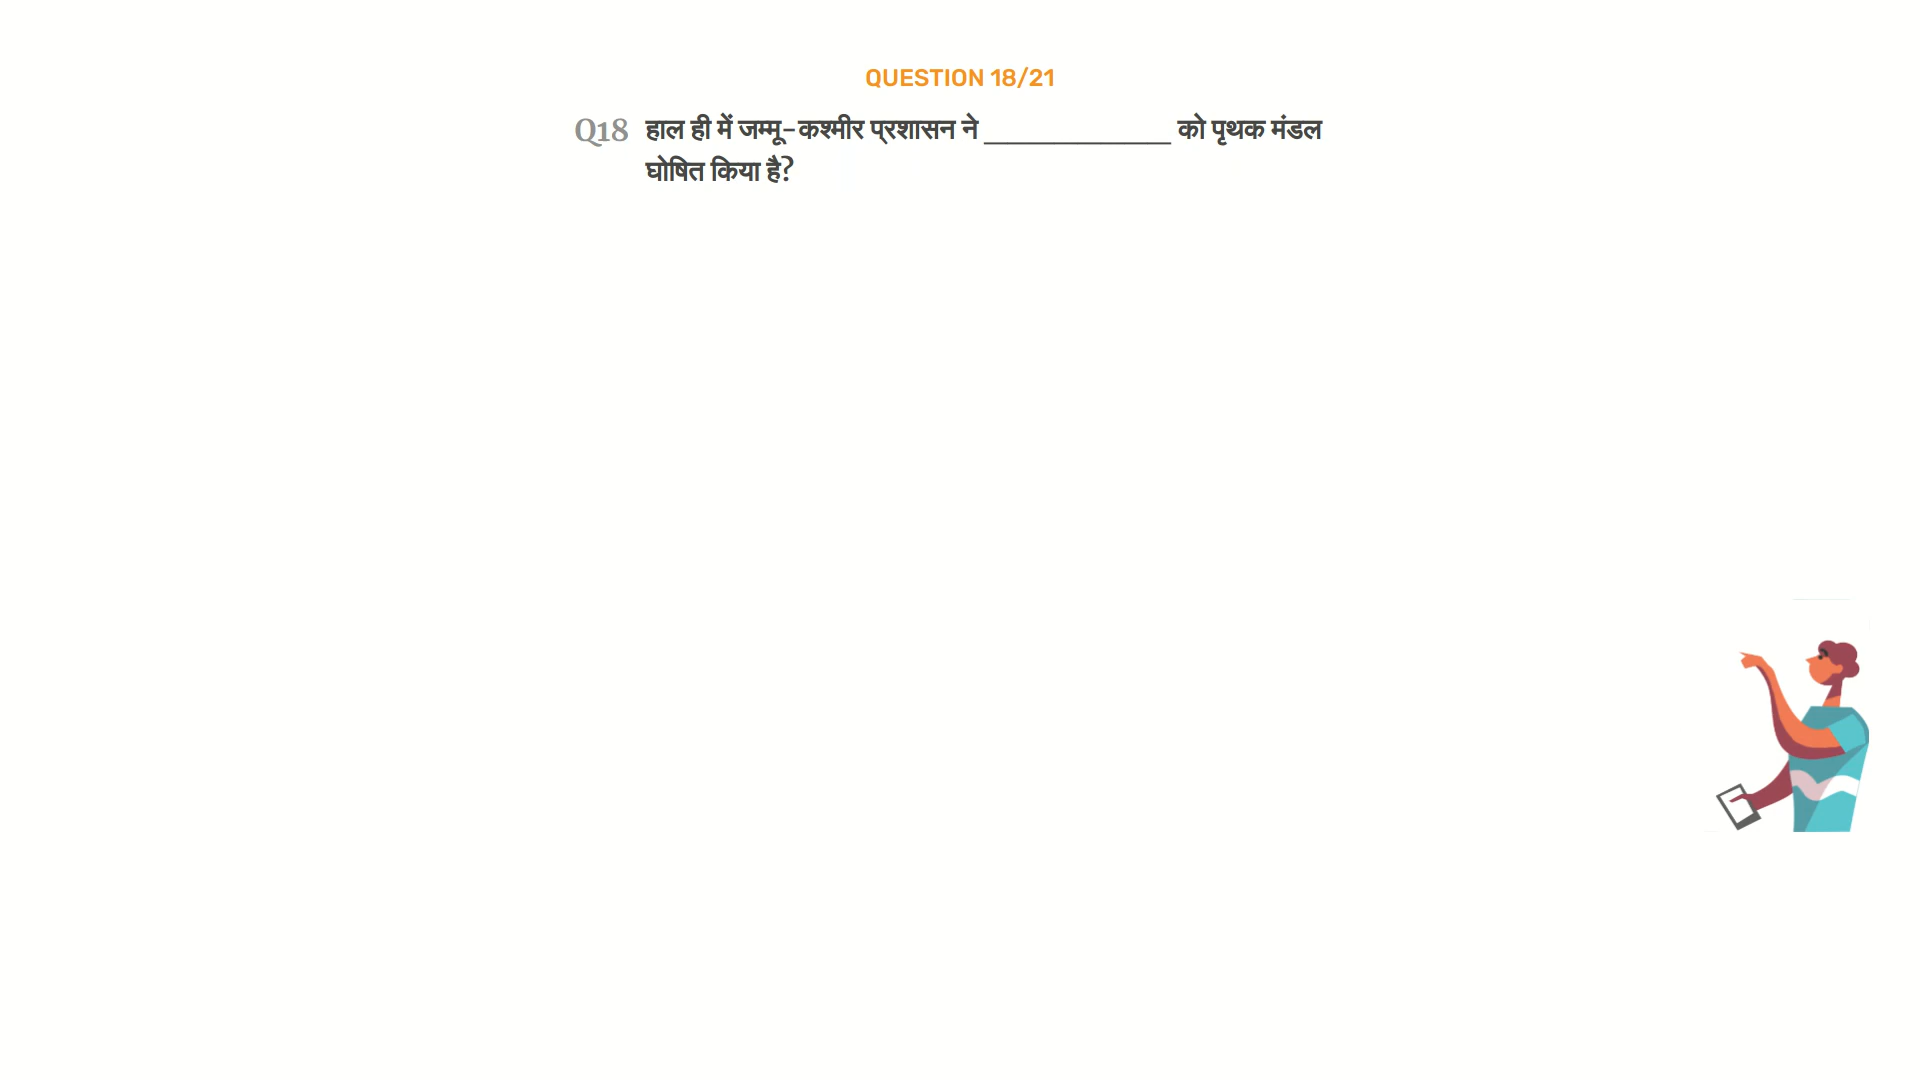 QUESTION 18/21
Q18 हाल ही में जम्मू-कश्मीर प्रशासन ने _____________ को पृथक मंडल
घोषित किया है?